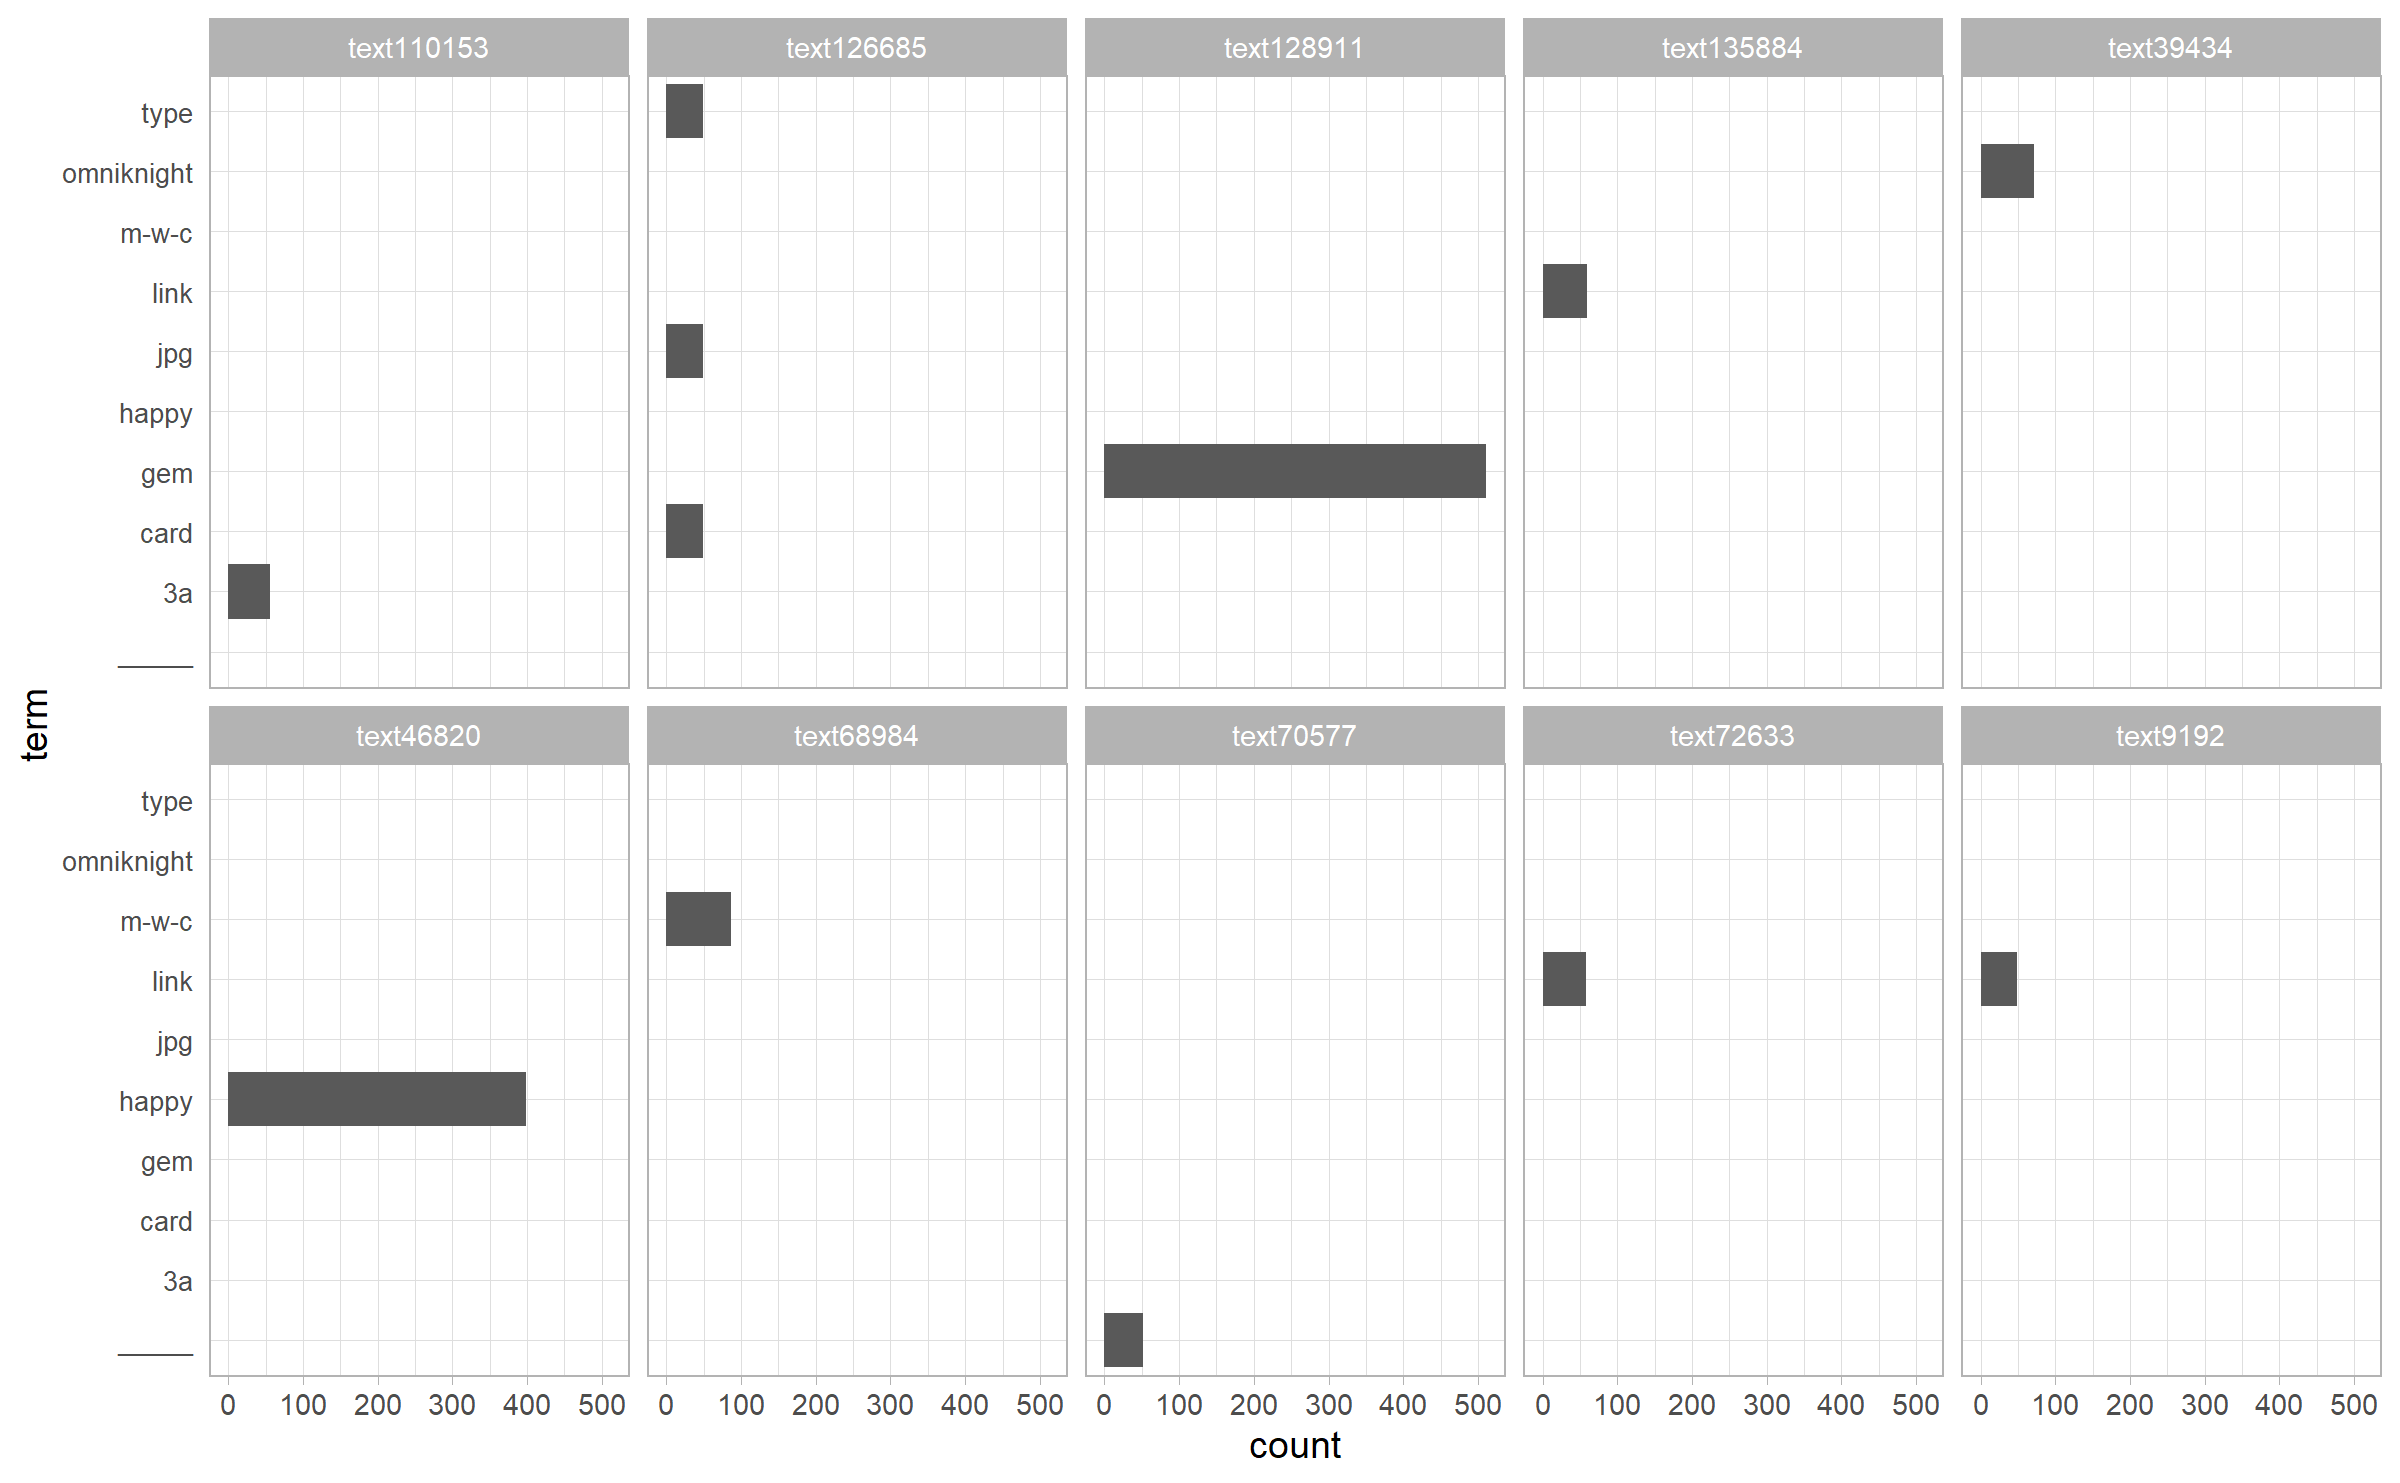 text110153 text126685 text128911 text135884 text39434
type
omniknight
m-w-c
link
jpg
happy
gem
card
3a
_____
term
text46820 text68984 text70577 text72633 text9192
type
omniknight
m-w-c
link
jpg
happy
gem
card
3a
_____
0 100 200 300 400 500 0 100 200 300 400 500 0 100 200 300 400 500 0 100 200 300 400 500 0 100 200 300 400 500
count